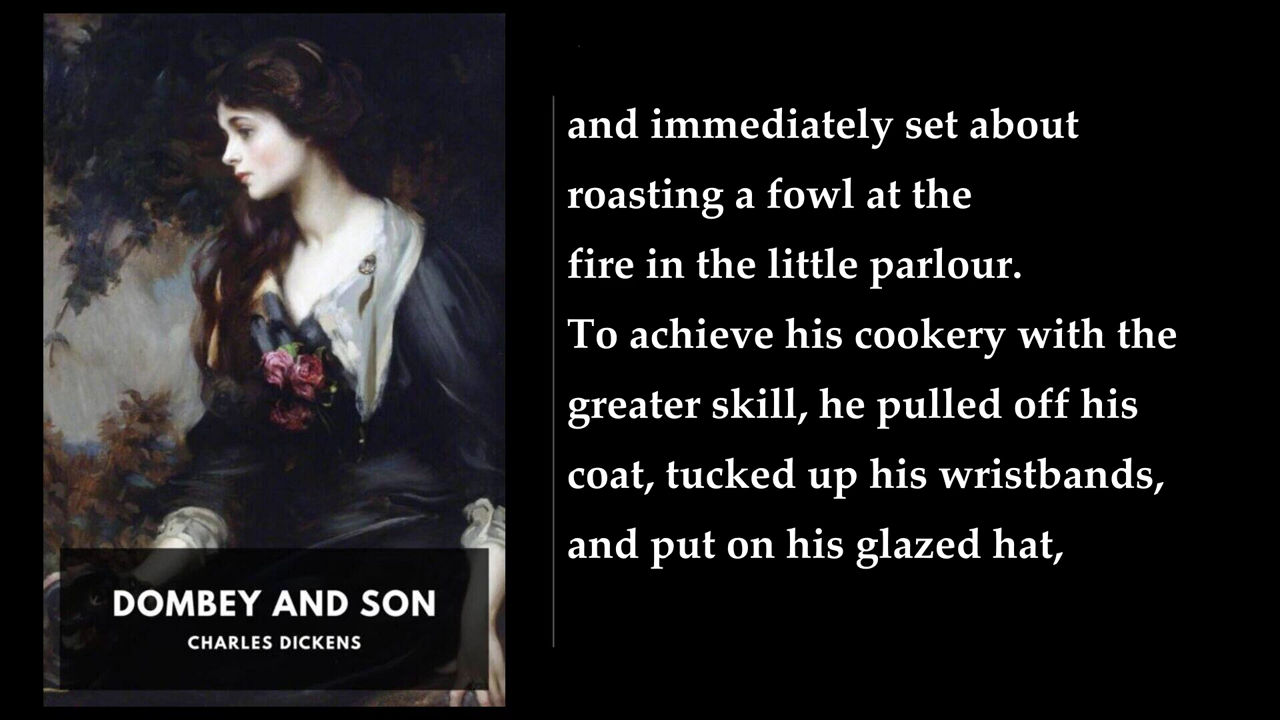 and immediately set about
roasting a fowl at the
fire in the little parlour.
To achieve his cookery with the
greater skill, he pulled off his
coat, tucked up his wristbands,
and put on his glazed hat,
DOMBEY AND SON
CHARLES DICKENS